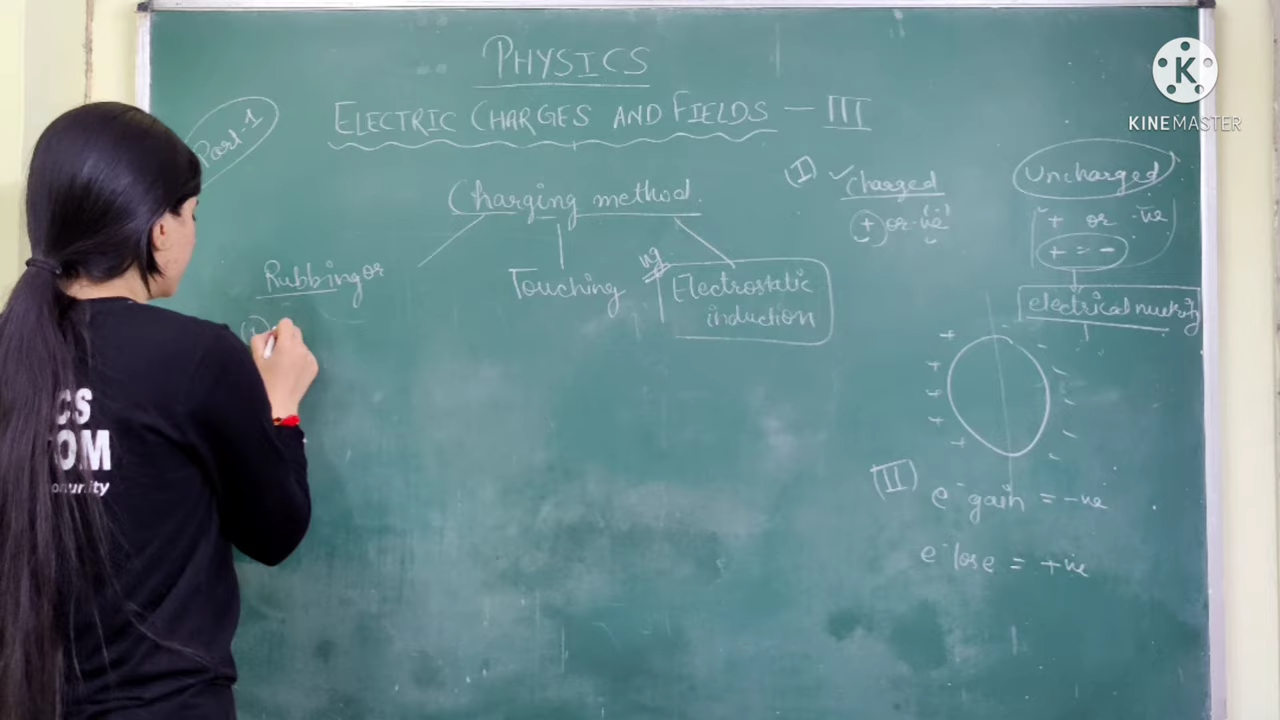 PHYSICS
ELECTRIC CHARGES AND FIELDS – III
Part-1
Charging method.
Rubbing or
Touching
Electrostatic
induction
(I) ✓ Charged
(+) or -ve
(-)
Uncharged
+ or -ve
+ = -
electrical
+ -
+ -
+ -
+ -
+ -
(II) e⁻ gain = -ve
e⁻ lose = +ve
(i)
CS
OM
KINEMASTER
K